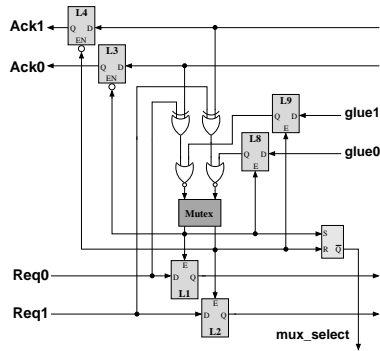 L4
Ack1
Q D
EN
L3
Ack0
Q D
EN
L9
glue1
Q D
E
L8
glue0
Q D
E
Mutex
S
R Q
E
Req0
D Q
L1
E
Req1
D Q
L2
mux_select